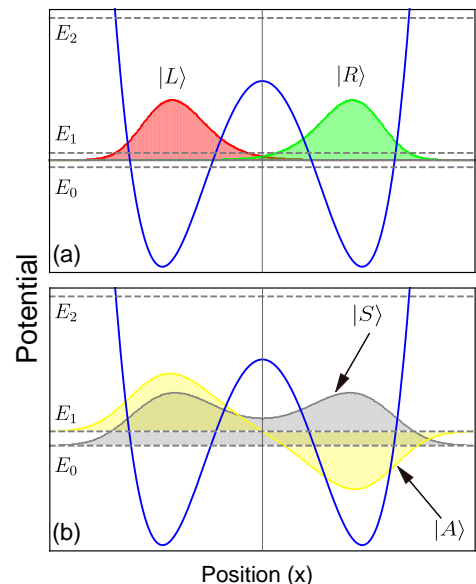 E₂
|L⟩
|R⟩
E₁
E₀
(a)
Potential
E₂
|S⟩
E₁
E₀
|A⟩
(b)
Position (x)